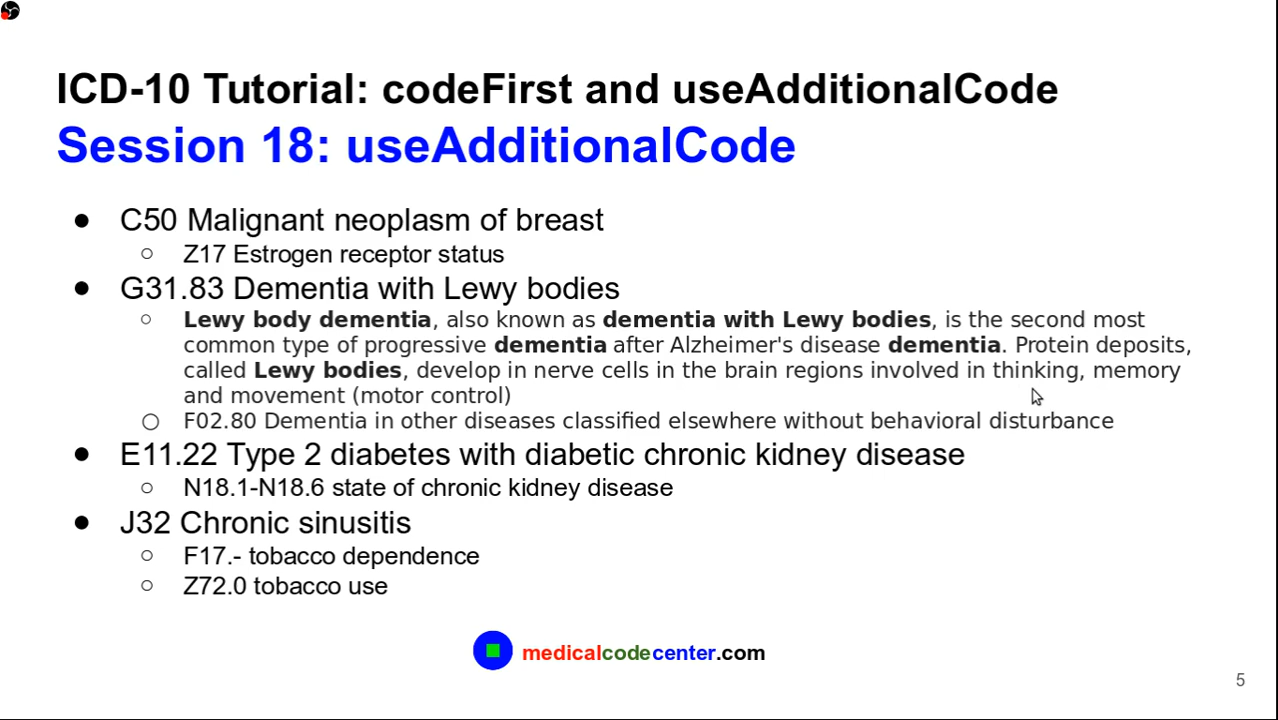 ICD-10 Tutorial: codeFirst and useAdditionalCode
Session 18: useAdditionalCode
● C50 Malignant neoplasm of breast
○ Z17 Estrogen receptor status
● G31.83 Dementia with Lewy bodies
○ Lewy body dementia, also known as dementia with Lewy bodies, is the second most
common type of progressive dementia after Alzheimer's disease dementia. Protein deposits,
called Lewy bodies, develop in nerve cells in the brain regions involved in thinking, memory
and movement (motor control)
○ F02.80 Dementia in other diseases classified elsewhere without behavioral disturbance
● E11.22 Type 2 diabetes with diabetic chronic kidney disease
○ N18.1-N18.6 state of chronic kidney disease
● J32 Chronic sinusitis
○ F17.- tobacco dependence
○ Z72.0 tobacco use
medicalcodecenter.com
5